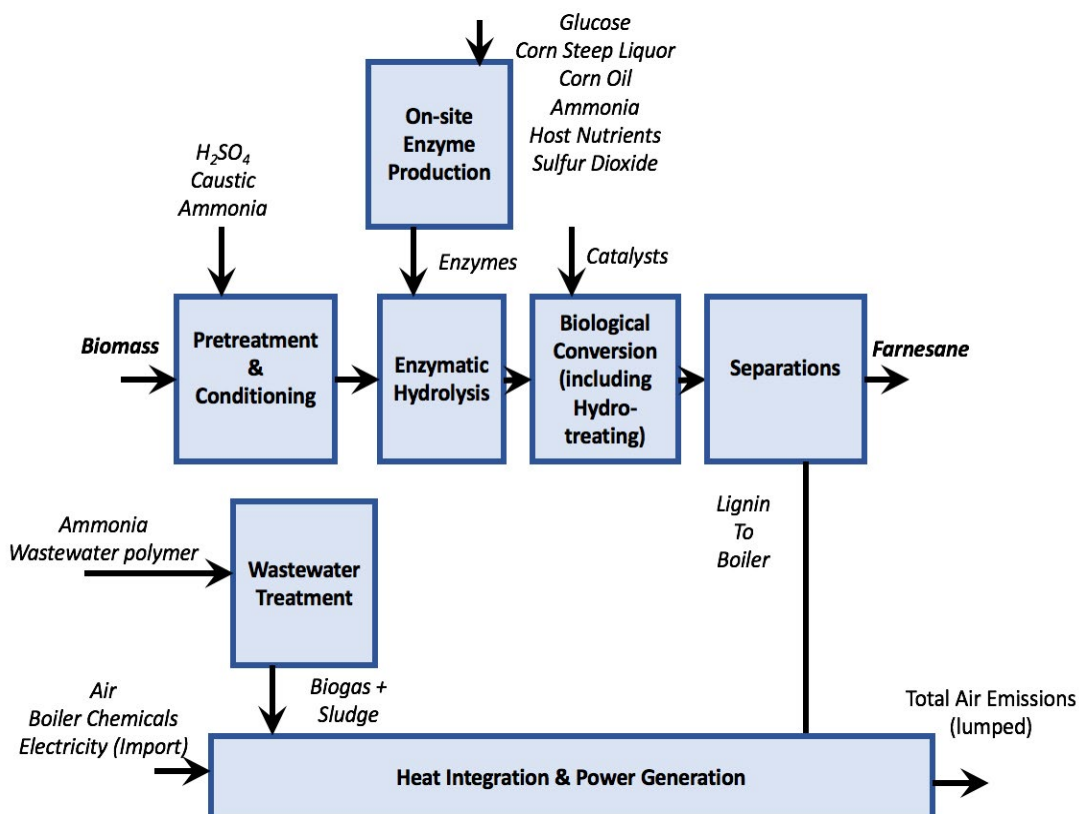 Glucose
Corn Steep Liquor
Corn Oil
Ammonia
Host Nutrients
Sulfur Dioxide
On-site
Enzyme
Production
H₂SO₄
Caustic
Ammonia
Enzymes
Catalysts
Biomass
Pretreatment
&
Conditioning
Enzymatic
Hydrolysis
Biological
Conversion
(including
Hydro-
treating)
Separations
Farnesane
Lignin
To
Boiler
Ammonia
Wastewater polymer
Wastewater
Treatment
Biogas +
Sludge
Air
Boiler Chemicals
Electricity (Import)
Heat Integration & Power Generation
Total Air Emissions
(lumped)